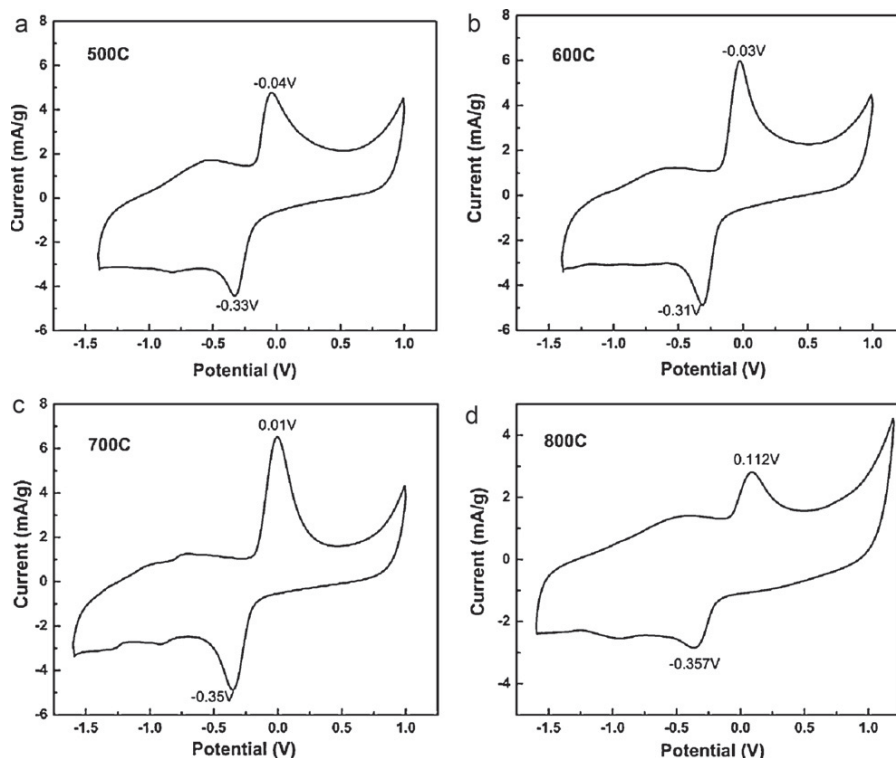 a
500C
-0.04V
-0.33V
Current (mA/g)
8
6
4
2
0
-2
-4
-6
-1.5
-1.0
-0.5
0.0
0.5
1.0
Potential (V)
b
600C
-0.03V
-0.31V
Current (mA/g)
8
6
4
2
0
-2
-4
-6
-1.5
-1.0
-0.5
0.0
0.5
1.0
Potential (V)
c
700C
0.01V
-0.35V
Current (mA/g)
8
6
4
2
0
-2
-4
-6
-1.5
-1.0
-0.5
0.0
0.5
1.0
Potential (V)
d
800C
0.112V
-0.357V
Current (mA/g)
4
2
0
-2
-4
-1.5
-1.0
-0.5
0.0
0.5
1.0
Potential (V)